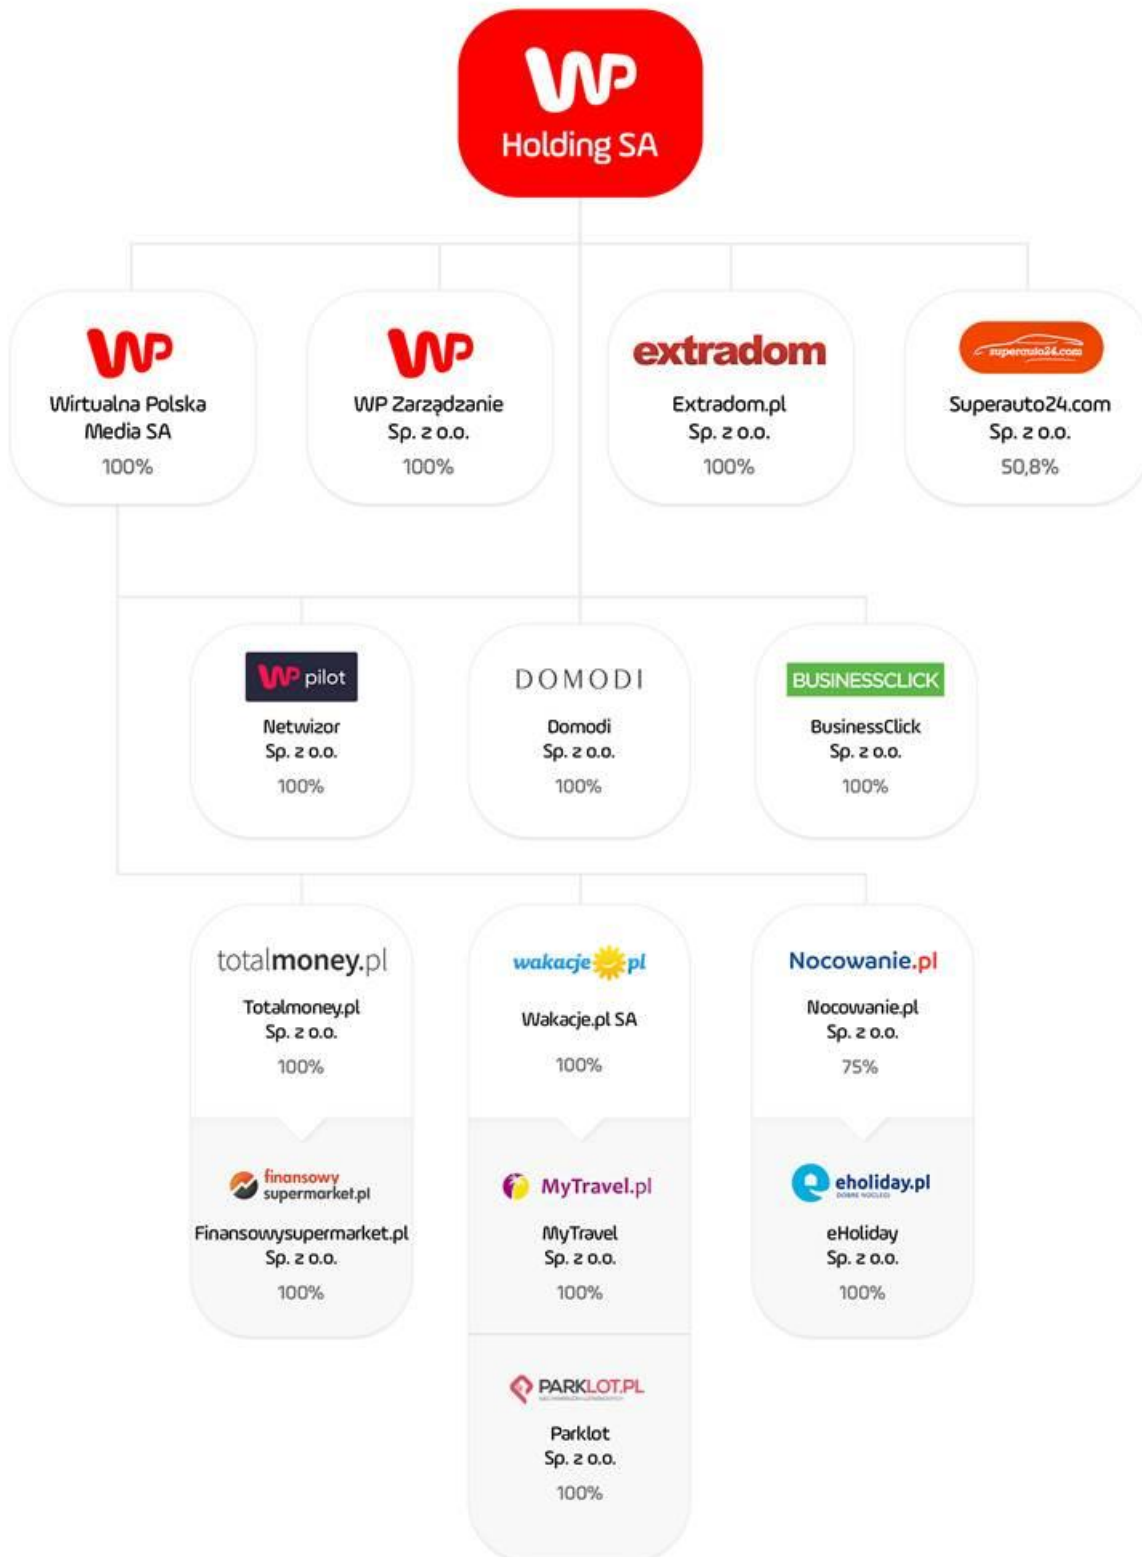 WP
Holding SA
WP
Wirtualna Polska
Media SA
100%
WP
WP Zarządzanie
Sp. z o.o.
100%
extradom
Extradom.pl
Sp. z o.o.
100%
superauto24.com
Superauto24.com
Sp. z o.o.
50,8%
WP pilot
Netwizor
Sp. z o.o.
100%
DOMODI
Domodi
Sp. z o.o.
100%
BUSINESSCLICK
BusinessClick
Sp. z o.o.
100%
totalmoney.pl
Totalmoney.pl
Sp. z o.o.
100%
wakacje pl
Wakacje.pl SA
100%
Nocowanie.pl
Nocowanie.pl
Sp. z o.o.
75%
finansowy
supermarket.pl
Finansowysupermarket.pl
Sp. z o.o.
100%
MyTravel.pl
MyTravel
Sp. z o.o.
100%
eholiday.pl
DOBRE NOCLEGI
eHoliday
Sp. z o.o.
100%
PARKLOT.PL
Parklot
Sp. z o.o.
100%